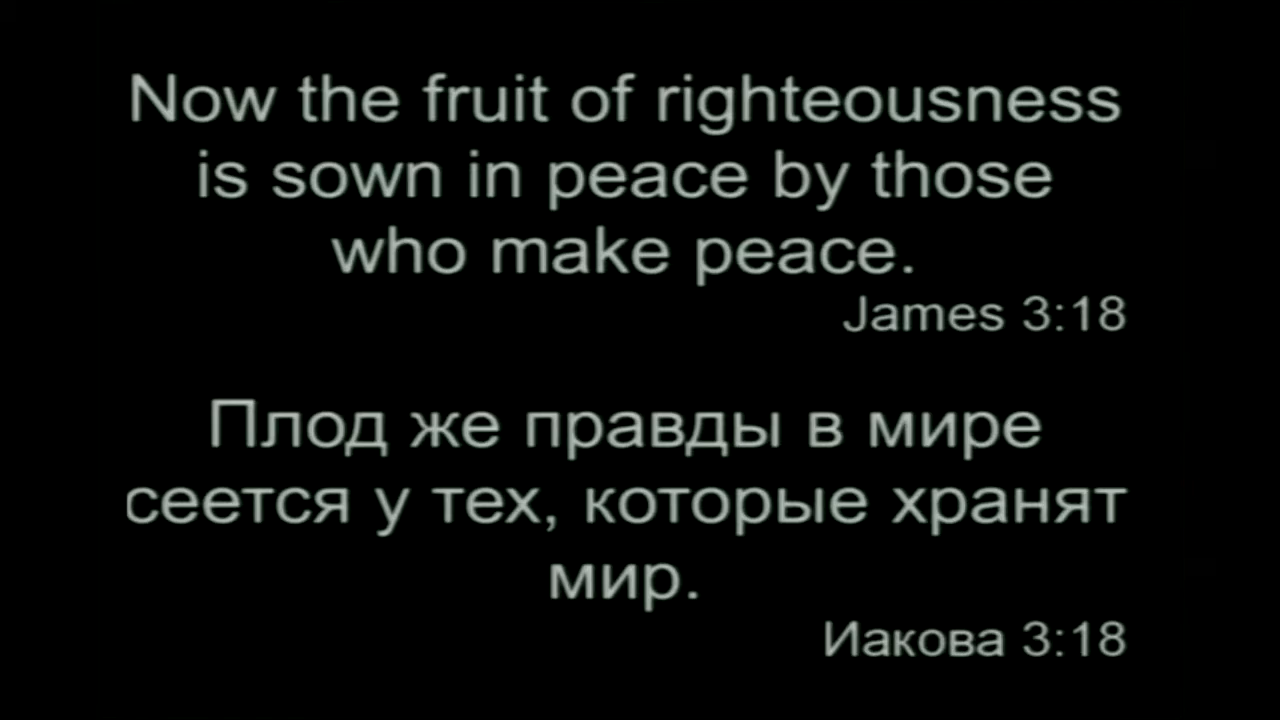 Now the fruit of righteousness
is sown in peace by those
who make peace.
James 3:18
Плод же правды в мире
сеется у тех, которые хранят
мир.
Иакова 3:18